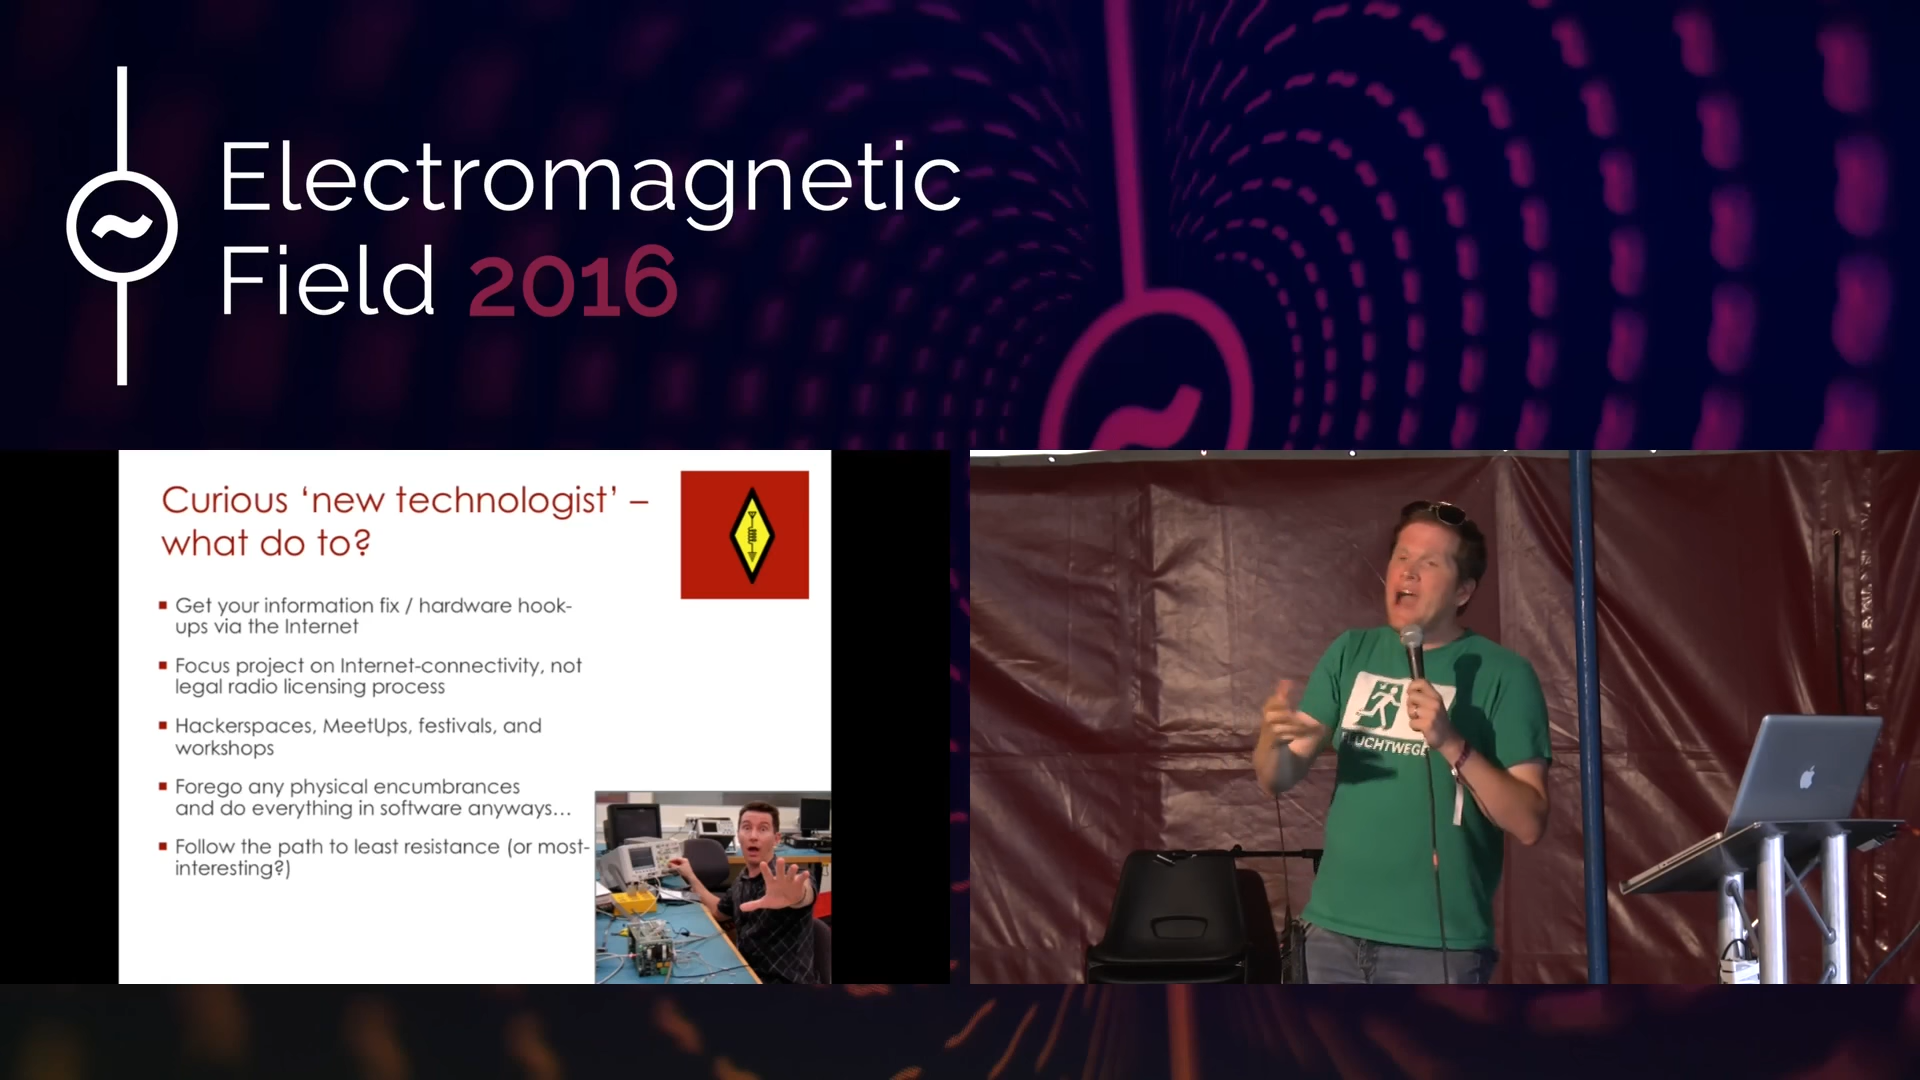 Electromagnetic
Field 2016
Curious ‘new technologist’ –
what do to?
▪ Get your information fix / hardware hook-
ups via the Internet
▪ Focus project on Internet-connectivity, not
legal radio licensing process
▪ Hackerspaces, MeetUps, festivals, and
workshops
▪ Forego any physical encumbrances
and do everything in software anyways…
▪ Follow the path to least resistance (or most-
interesting?)